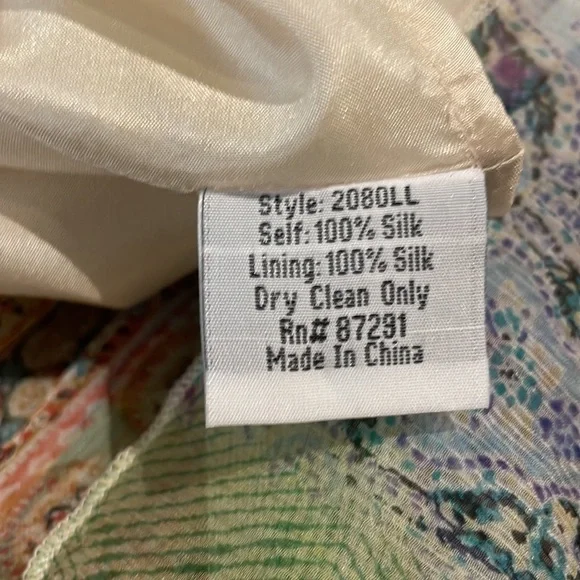 Style: 2080LL
Self: 100% Silk
Lining: 100% Silk
Dry Clean Only
Rn# 87291
Made In China